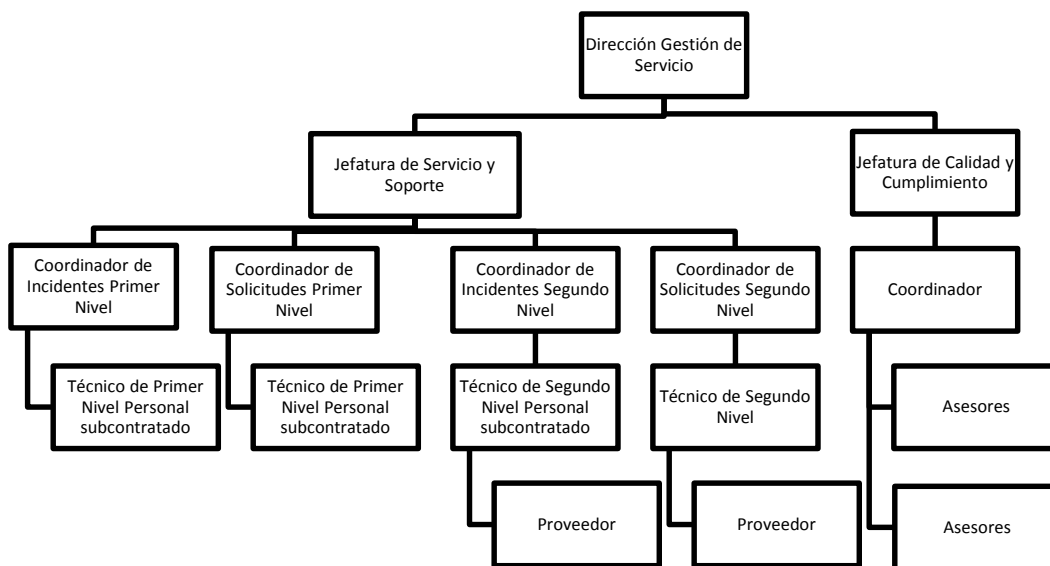 Dirección Gestión de
Servicio
Jefatura de Servicio y
Soporte
Jefatura de Calidad y
Cumplimiento
Coordinador de
Incidentes Primer
Nivel
Coordinador de
Solicitudes Primer
Nivel
Coordinador de
Incidentes Segundo
Nivel
Coordinador de
Solicitudes Segundo
Nivel
Coordinador
Técnico de Primer
Nivel Personal
subcontratado
Técnico de Primer
Nivel Personal
subcontratado
Técnico de Segundo
Nivel Personal
subcontratado
Técnico de Segundo
Nivel
Asesores
Proveedor
Proveedor
Asesores